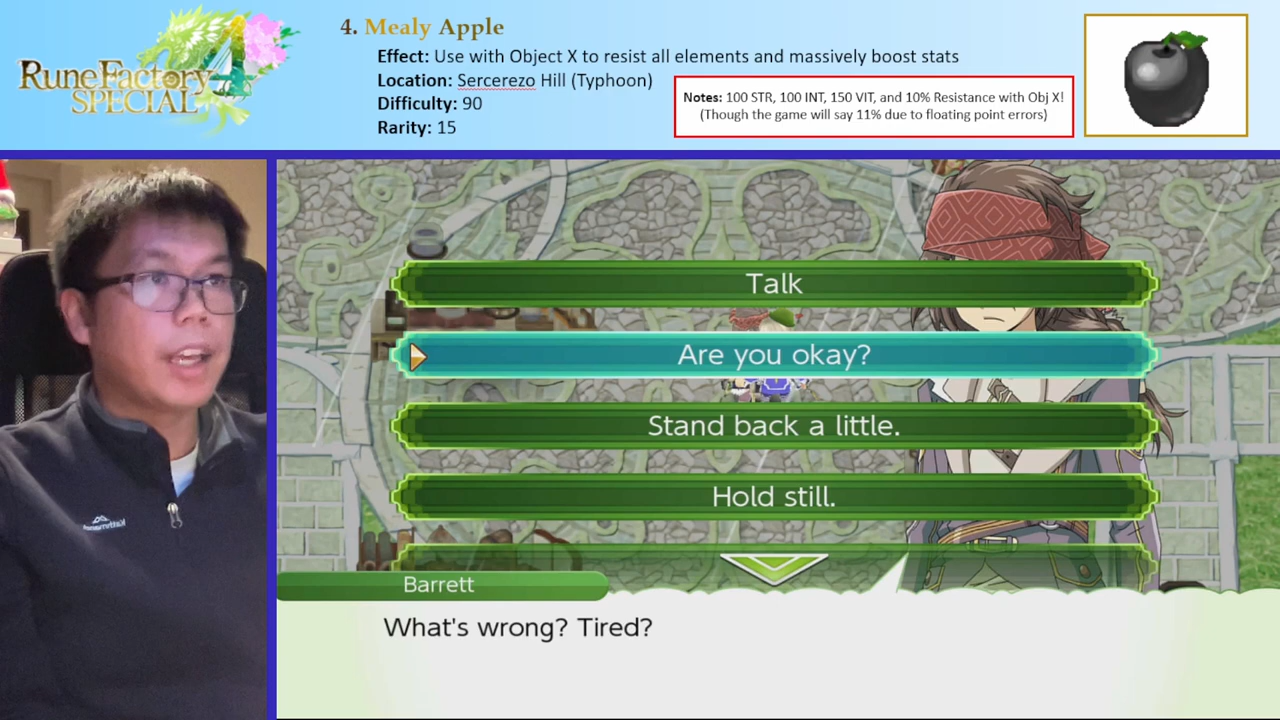 RuneFactory 4
SPECIAL
4. Mealy Apple
Effect: Use with Object X to resist all elements and massively boost stats
Location: Sercerezo Hill (Typhoon)
Difficulty: 90
Rarity: 15
Notes: 100 STR, 100 INT, 150 VIT, and 10% Resistance with Obj X!
(Though the game will say 11% due to floating point errors)
Talk
Are you okay?
Stand back a little.
Hold still.
Barrett
What's wrong? Tired?